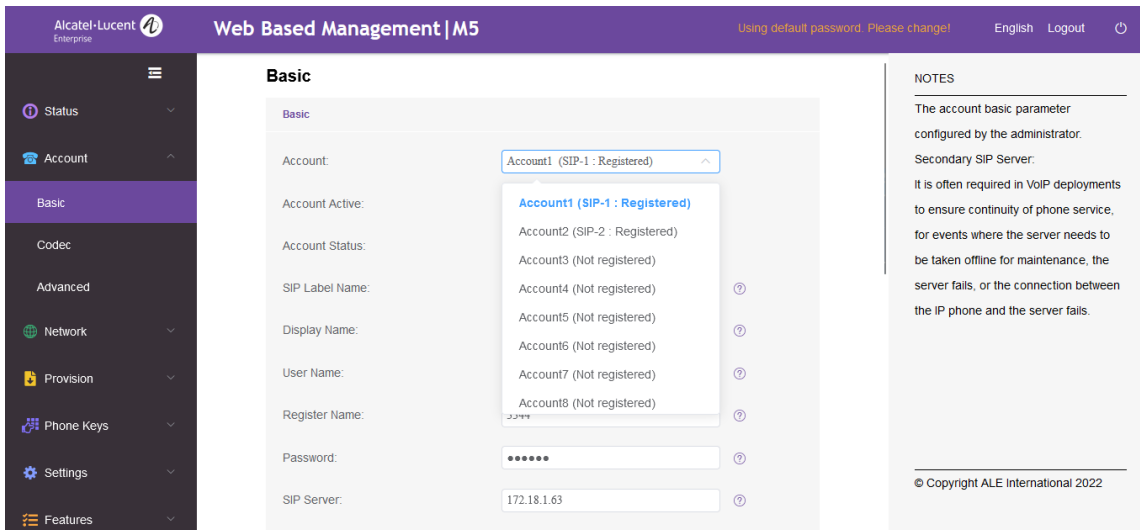 Alcatel·Lucent
Enterprise
Web Based Management|M5
Using default password. Please change!
English
Logout
Status
Account
Basic
Codec
Advanced
Network
Provision
Phone Keys
Settings
Features
Basic
Basic
Account:
Account1 (SIP-1 : Registered)
Account1 (SIP-1 : Registered)
Account2 (SIP-2 : Registered)
Account3 (Not registered)
Account4 (Not registered)
Account5 (Not registered)
Account6 (Not registered)
Account7 (Not registered)
Account8 (Not registered)
Account Active:
Account Status:
SIP Label Name:
Display Name:
User Name:
Register Name:
Password:
••••••
SIP Server:
172.18.1.63
NOTES
The account basic parameter
configured by the administrator.
Secondary SIP Server:
It is often required in VoIP deployments
to ensure continuity of phone service,
for events where the server needs to
be taken offline for maintenance, the
server fails, or the connection between
the IP phone and the server fails.
© Copyright ALE International 2022